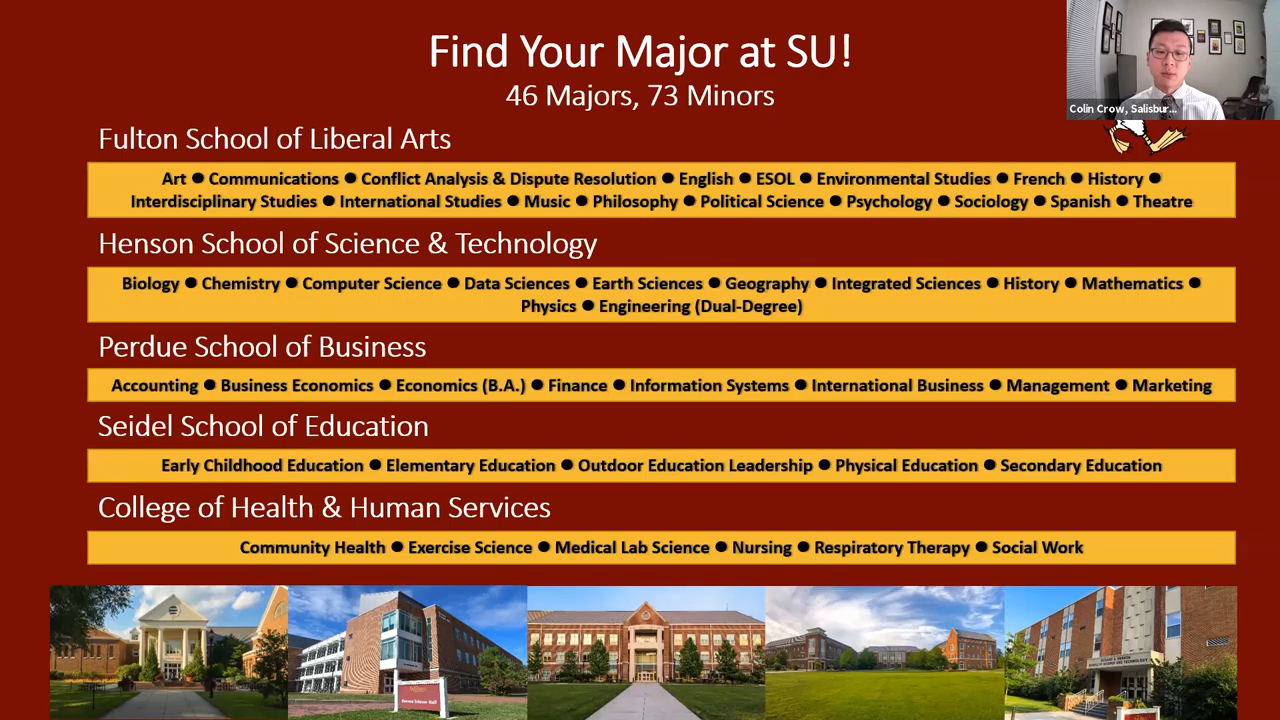 Find Your Major at SU!
46 Majors, 73 Minors
Colin Crow, Salisbur...
Fulton School of Liberal Arts
Art ● Communications ● Conflict Analysis & Dispute Resolution ● English ● ESOL ● Environmental Studies ● French ● History ●
Interdisciplinary Studies ● International Studies ● Music ● Philosophy ● Political Science ● Psychology ● Sociology ● Spanish ● Theatre
Henson School of Science & Technology
Biology ● Chemistry ● Computer Science ● Data Sciences ● Earth Sciences ● Geography ● Integrated Sciences ● History ● Mathematics ●
Physics ● Engineering (Dual-Degree)
Perdue School of Business
Accounting ● Business Economics ● Economics (B.A.) ● Finance ● Information Systems ● International Business ● Management ● Marketing
Seidel School of Education
Early Childhood Education ● Elementary Education ● Outdoor Education Leadership ● Physical Education ● Secondary Education
College of Health & Human Services
Community Health ● Exercise Science ● Medical Lab Science ● Nursing ● Respiratory Therapy ● Social Work